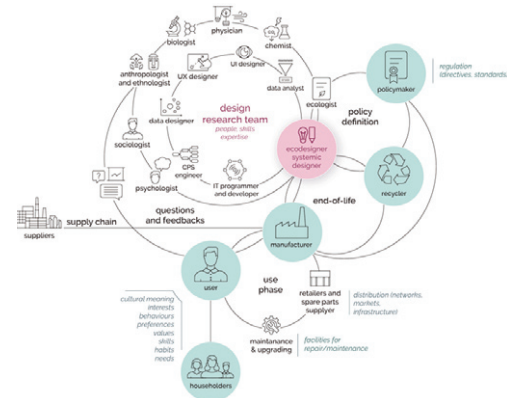 physician
biologist
chemist
UI designer
UX designer
anthropologist
and ethnologist
data analyst
policymaker
regulation
(directives, standards)
ecologist
design
research team
people, skills
expertise
policy
definition
data designer
sociologist
ecodesigner
systemic
designer
CPS
engineer
psychologist
IT programmer
and developer
recycler
end-of-life
questions
and feedbacks
supply chain
suppliers
manufacturer
user
use
phase
retailers and
spare parts
supplyer
distribution (networks,
markets,
infrastructure)
cultural meaning
interests
behaviours
preferences
values
skills
habits
needs
maintanance
& upgrading
facilities for
repair/maintenance
householders